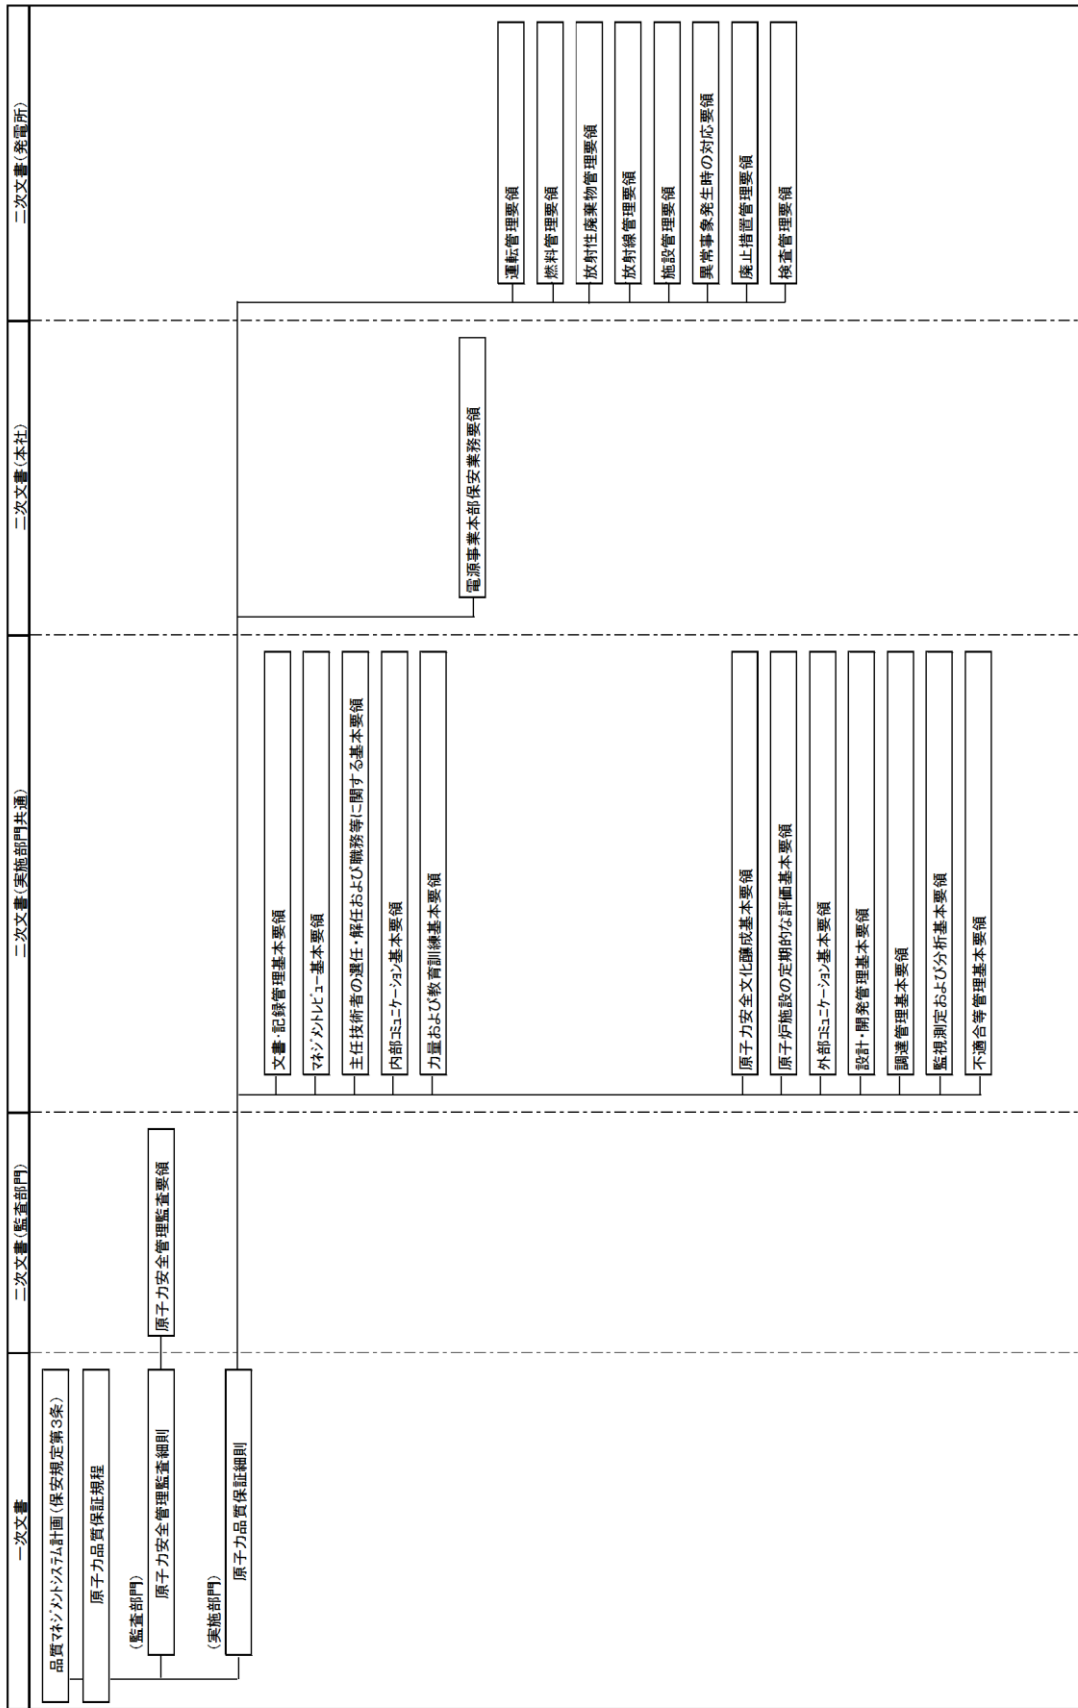 一次文書
二次文書(監査部門)
二次文書(実施部門共通)
二次文書(本社)
二次文書(発電所)
品質マネジメントシステム計画(保安規定第3条)
原子力品質保証規程
(監査部門)
原子力安全管理監査細則
原子力安全管理監査要領
(実施部門)
原子力品質保証細則
文書・記録管理基本要領
マネジメントレビュー基本要領
主任技術者の選任・解任および職務等に関する基本要領
内部コミュニケーション基本要領
力量および教育訓練基本要領
電源事業本部保安業務要領
運転管理要領
燃料管理要領
放射性廃棄物管理要領
放射線管理要領
施設管理要領
異常事象発生時の対応要領
廃止措置管理要領
検査管理要領
原子力安全文化醸成基本要領
原子炉施設の定期的な評価基本要領
外部コミュニケーション基本要領
設計・開発管理基本要領
調達管理基本要領
監視測定および分析基本要領
不適合等管理基本要領